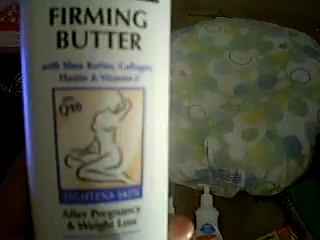 FIRMING
BUTTER
with Shea Butter, Collagen,
Elastin & Vitamin E
Q10
TIGHTENS SKIN
After Pregnancy
& Weight Loss